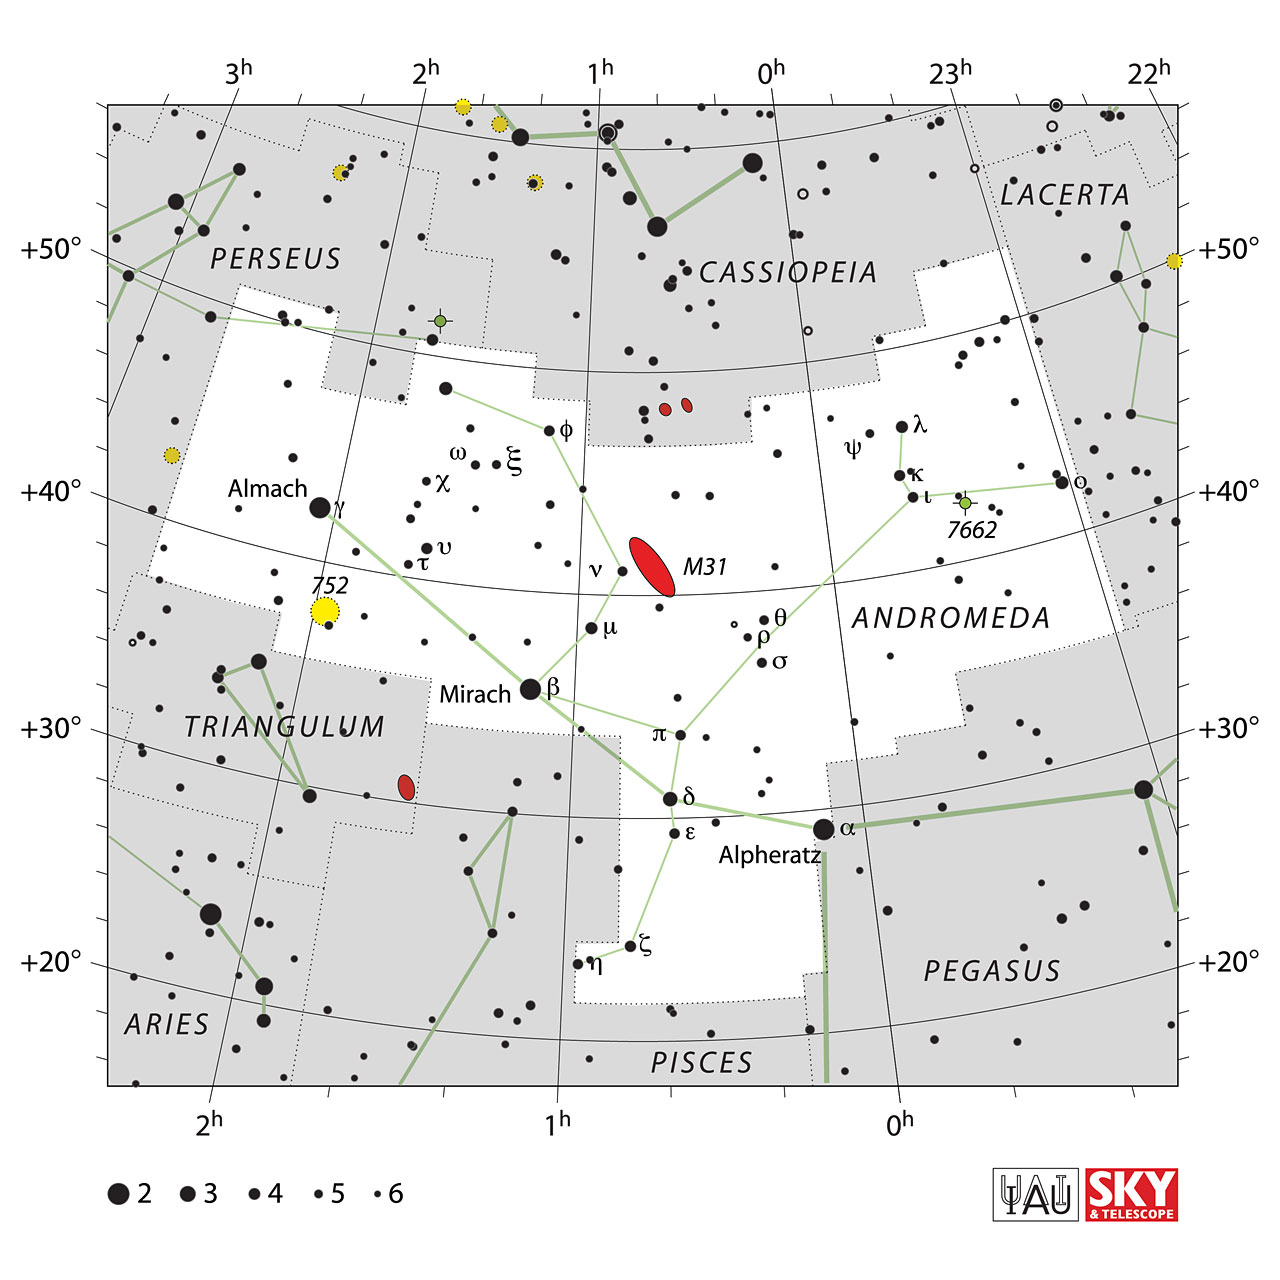 3h 2h 1h 0h 23h 22h
LACERTA
+50° PERSEUS CASSIOPEIA +50°
ϕ λ
ψ
ω ξ
κ
χ
Almach γ ι ο
+40° +40°
7662
υ
τ ν M31
752
ANDROMEDA
μ θ
ρ
σ
Mirach β
TRIANGULUM π
+30° +30°
δ
α
ε
Alpheratz
ζ
η
+20° PEGASUS +20°
ARIES
PISCES
2h 1h 0h
2 3 4 5 6
IAU
SKY
& TELESCOPE